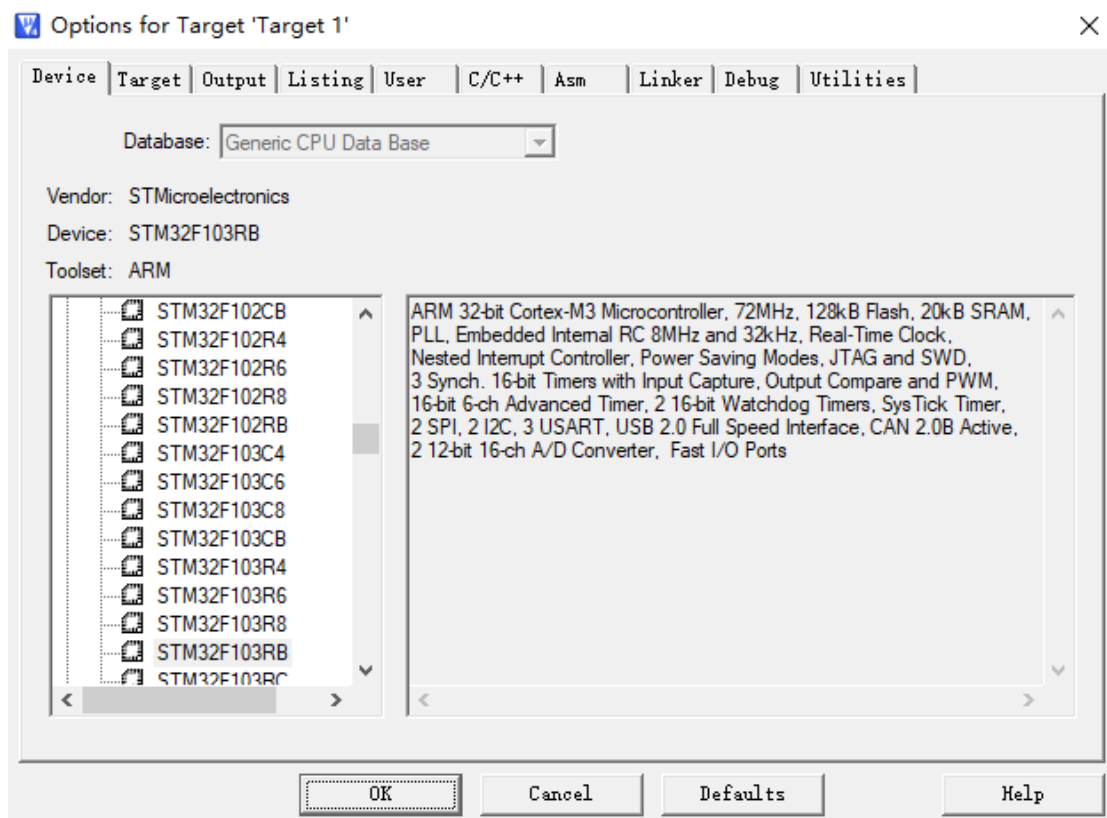 Options for Target 'Target 1'
Device Target Output Listing User C/C++ Asm Linker Debug Utilities
Database: Generic CPU Data Base
Vendor: STMicroelectronics
Device: STM32F103RB
Toolset: ARM
STM32F102CB
STM32F102R4
STM32F102R6
STM32F102R8
STM32F102RB
STM32F103C4
STM32F103C6
STM32F103C8
STM32F103CB
STM32F103R4
STM32F103R6
STM32F103R8
STM32F103RB
STM32F103RC
ARM 32-bit Cortex-M3 Microcontroller, 72MHz, 128kB Flash, 20kB SRAM,
PLL, Embedded Internal RC 8MHz and 32kHz, Real-Time Clock,
Nested Interrupt Controller, Power Saving Modes, JTAG and SWD,
3 Synch. 16-bit Timers with Input Capture, Output Compare and PWM,
16-bit 6-ch Advanced Timer, 2 16-bit Watchdog Timers, SysTick Timer,
2 SPI, 2 I2C, 3 USART, USB 2.0 Full Speed Interface, CAN 2.0B Active,
2 12-bit 16-ch A/D Converter, Fast I/O Ports
OK Cancel Defaults Help